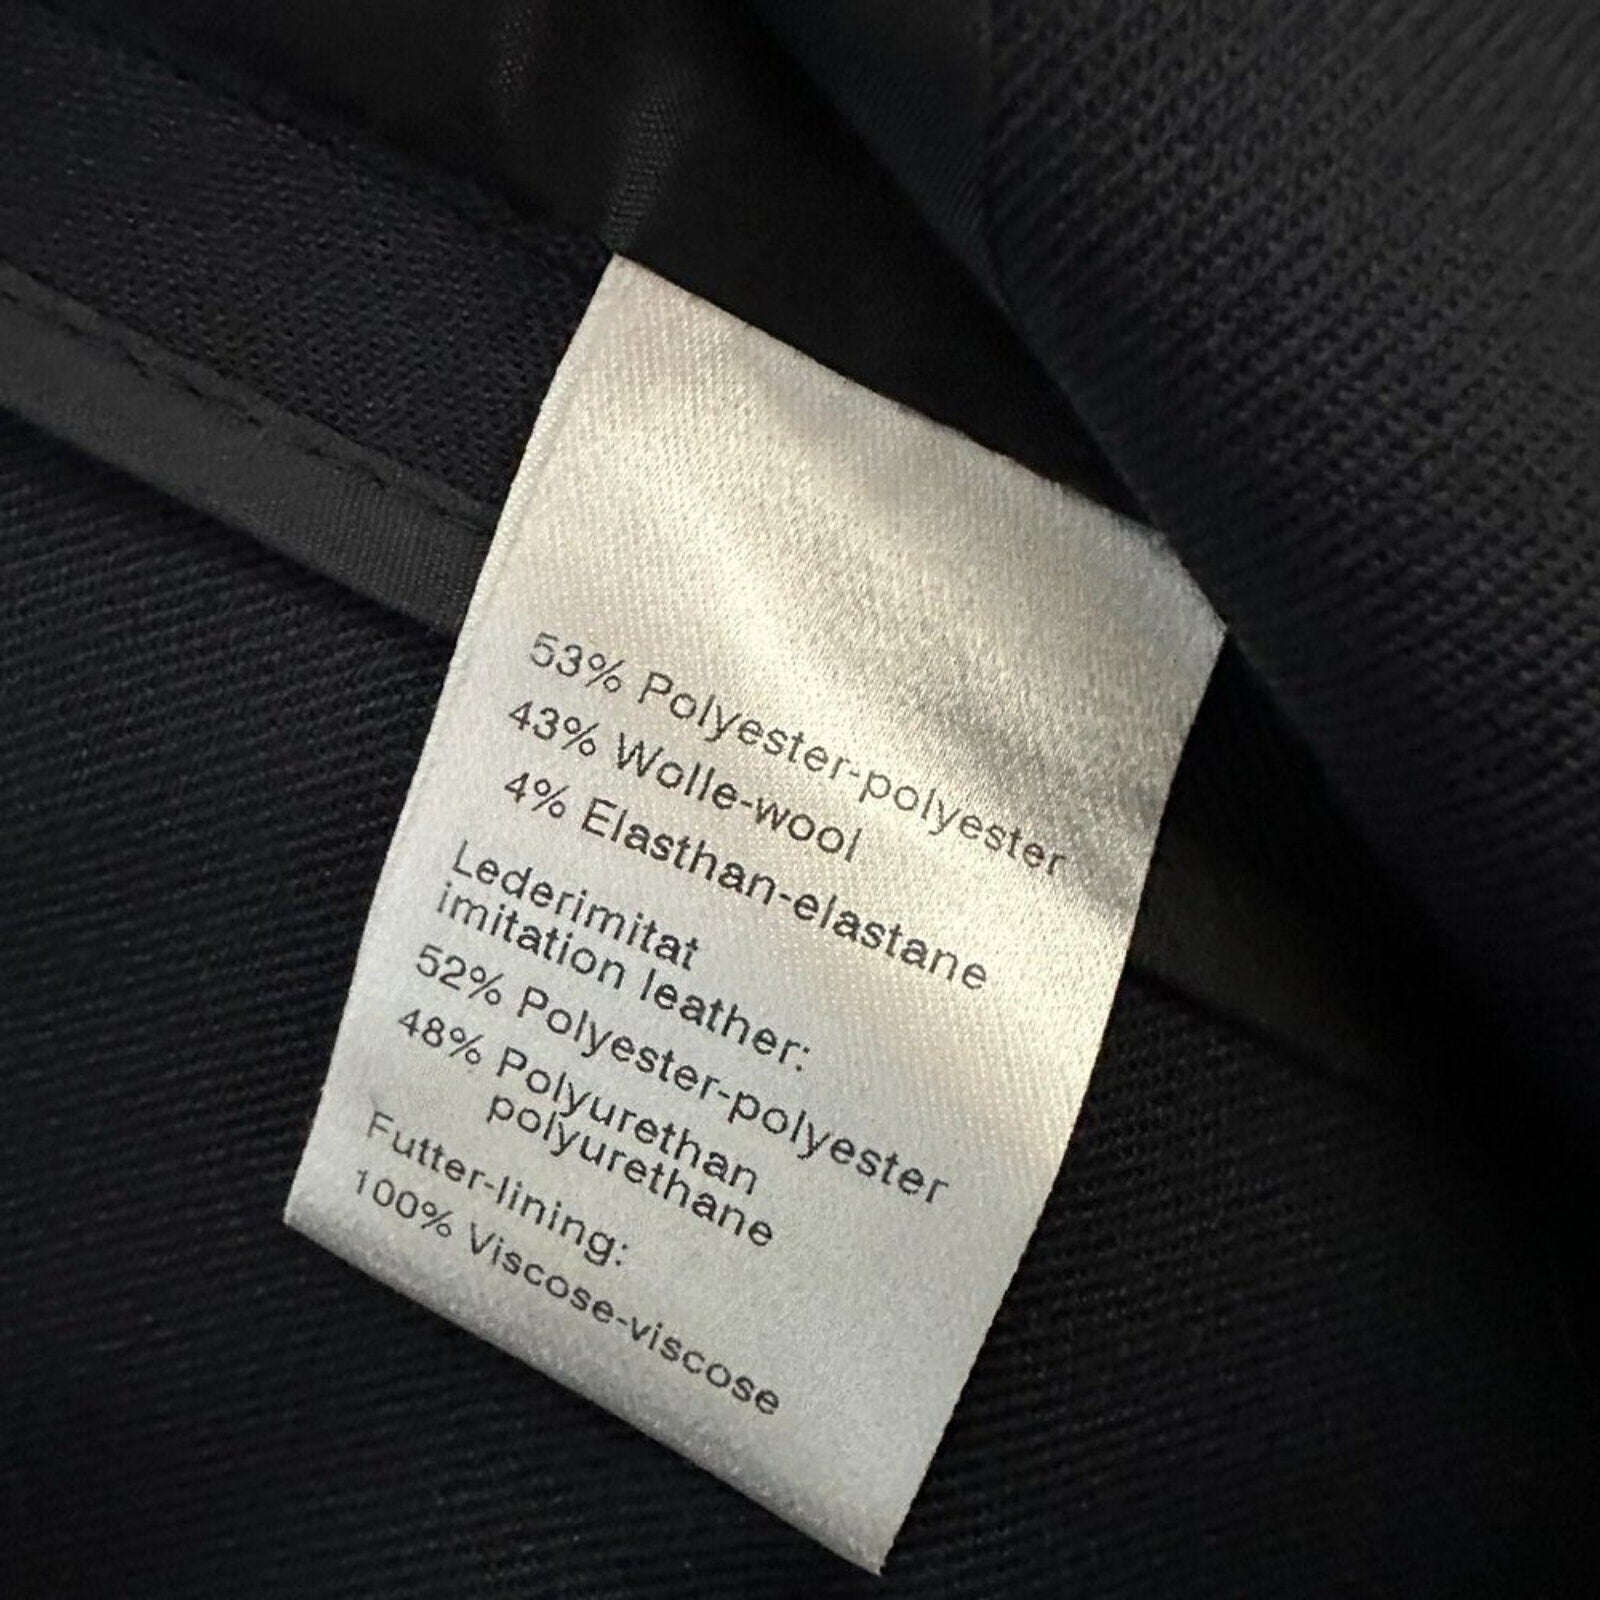 53% Polyester-polyester
43% Wolle-wool
4% Elasthan-elastane
Lederimitat
imitation leather:
52% Polyester-polyester
48% Polyurethan
polyurethane
Futter-lining:
100% Viscose-viscose